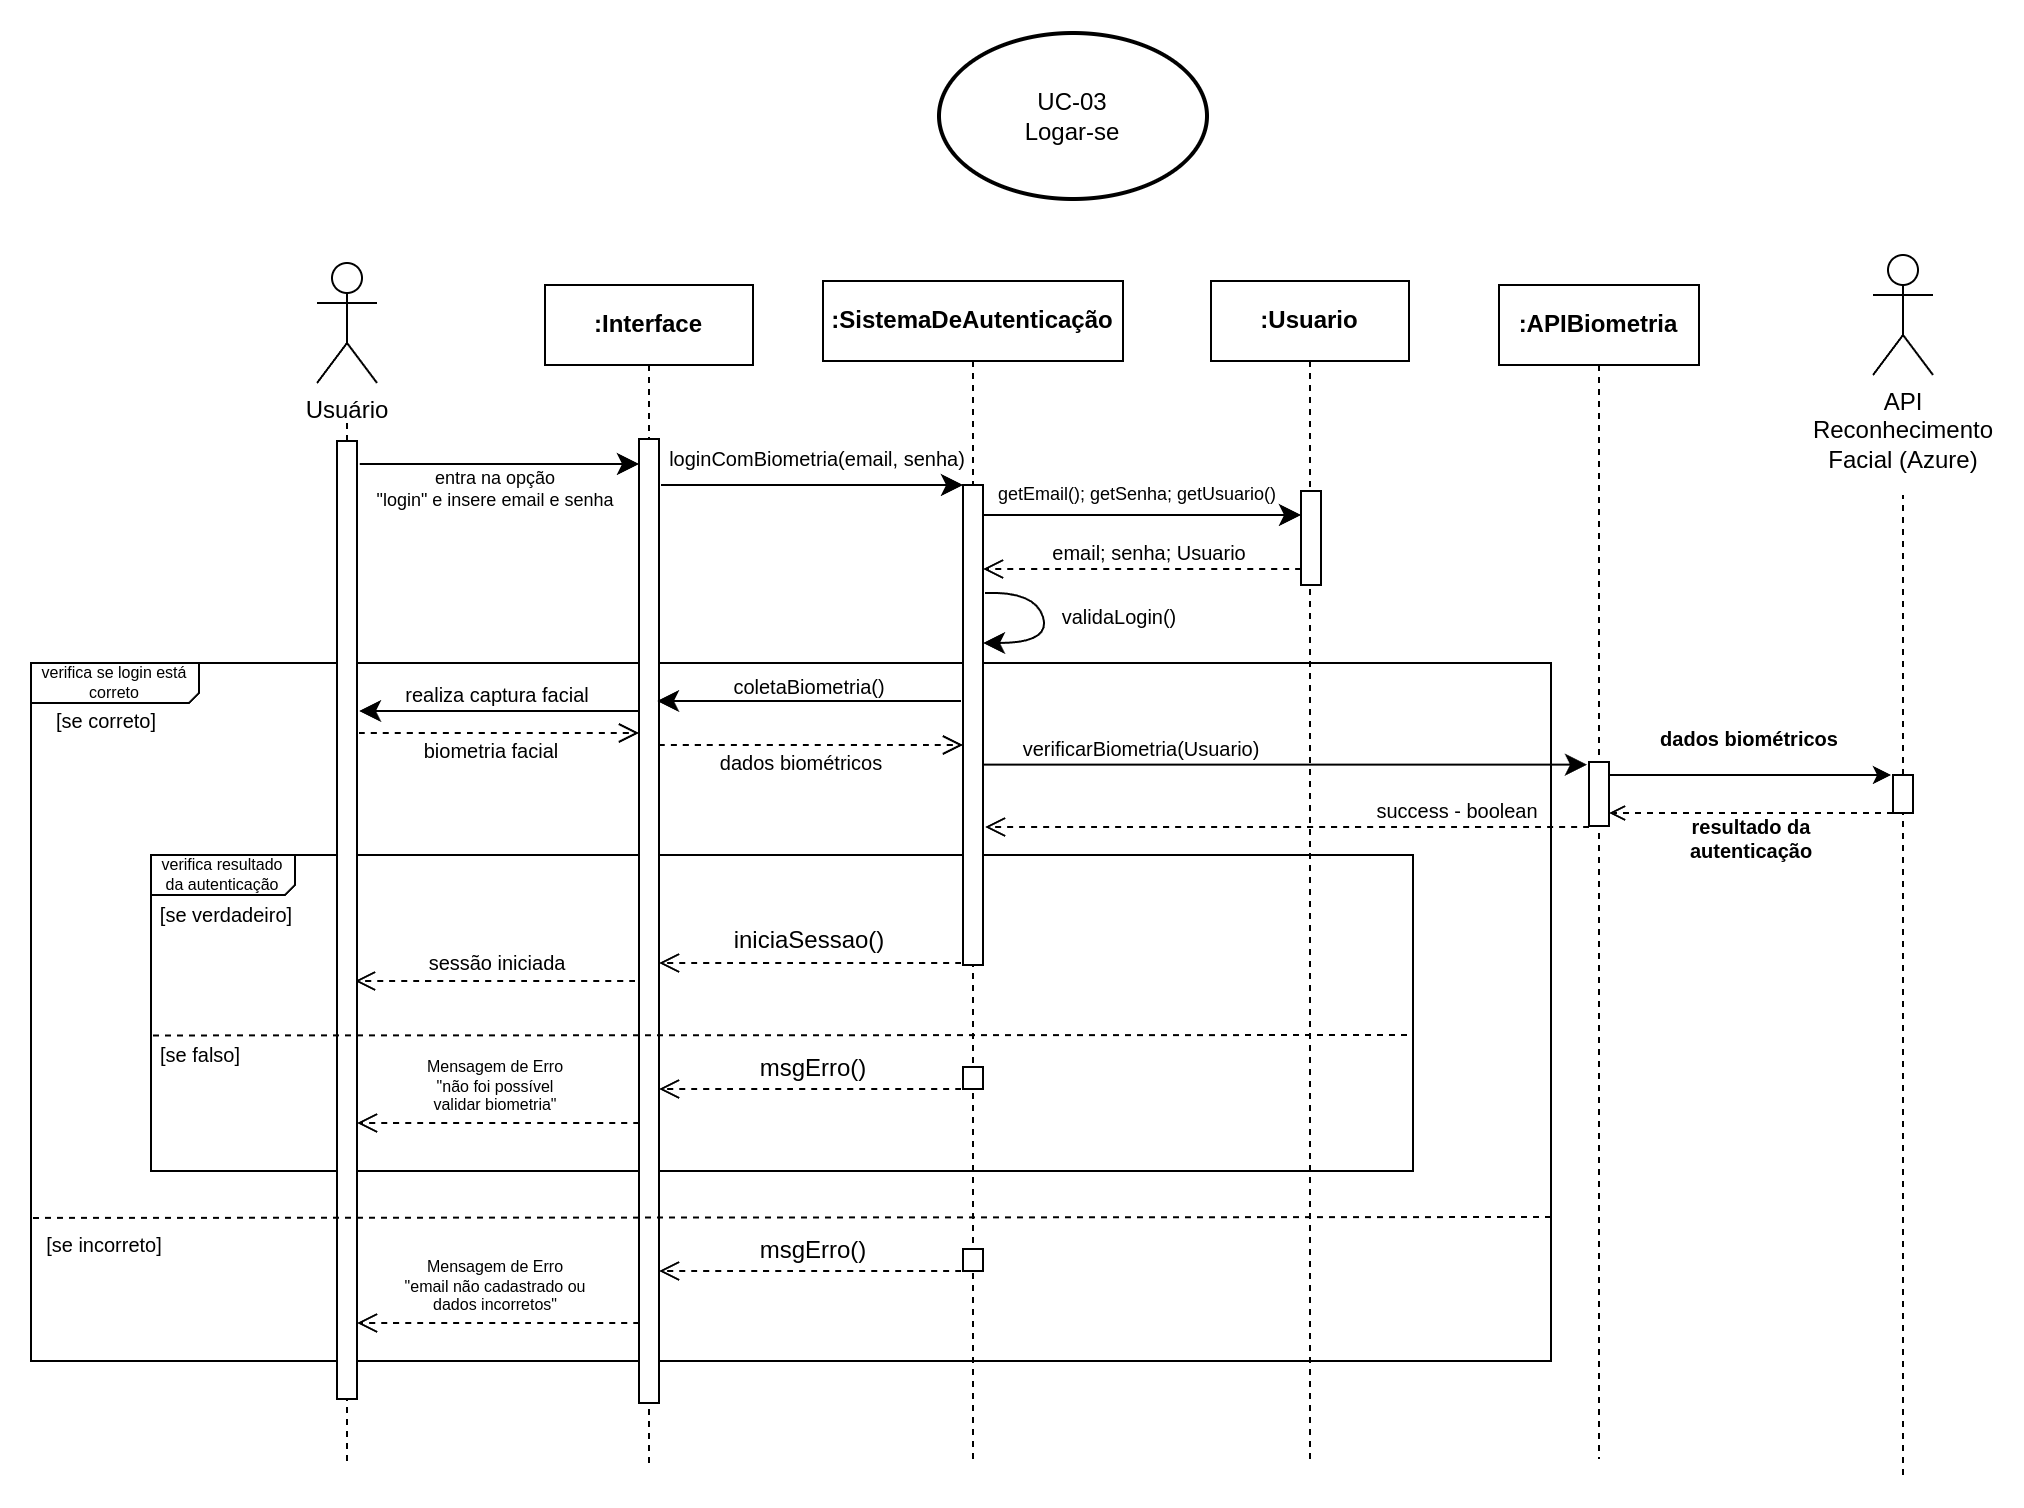 UC-03
Logar-se
Usuário
:Interface
:SistemaDeAutenticação
:Usuario
:APIBiometria
API
Reconhecimento
Facial (Azure)
entra na opção
"login" e insere email e senha
loginComBiometria(email, senha)
getEmail(); getSenha; getUsuario()
email; senha; Usuario
validaLogin()
verifica se login está
correto
[se correto]
realiza captura facial
coletaBiometria()
biometria facial
dados biométricos
verificarBiometria(Usuario)
dados biométricos
success - boolean
resultado da
autenticação
verifica resultado
da autenticação
[se verdadeiro]
iniciaSessao()
sessão iniciada
[se falso]
Mensagem de Erro
"não foi possível
validar biometria"
msgErro()
[se incorreto]
msgErro()
Mensagem de Erro
"email não cadastrado ou
dados incorretos"